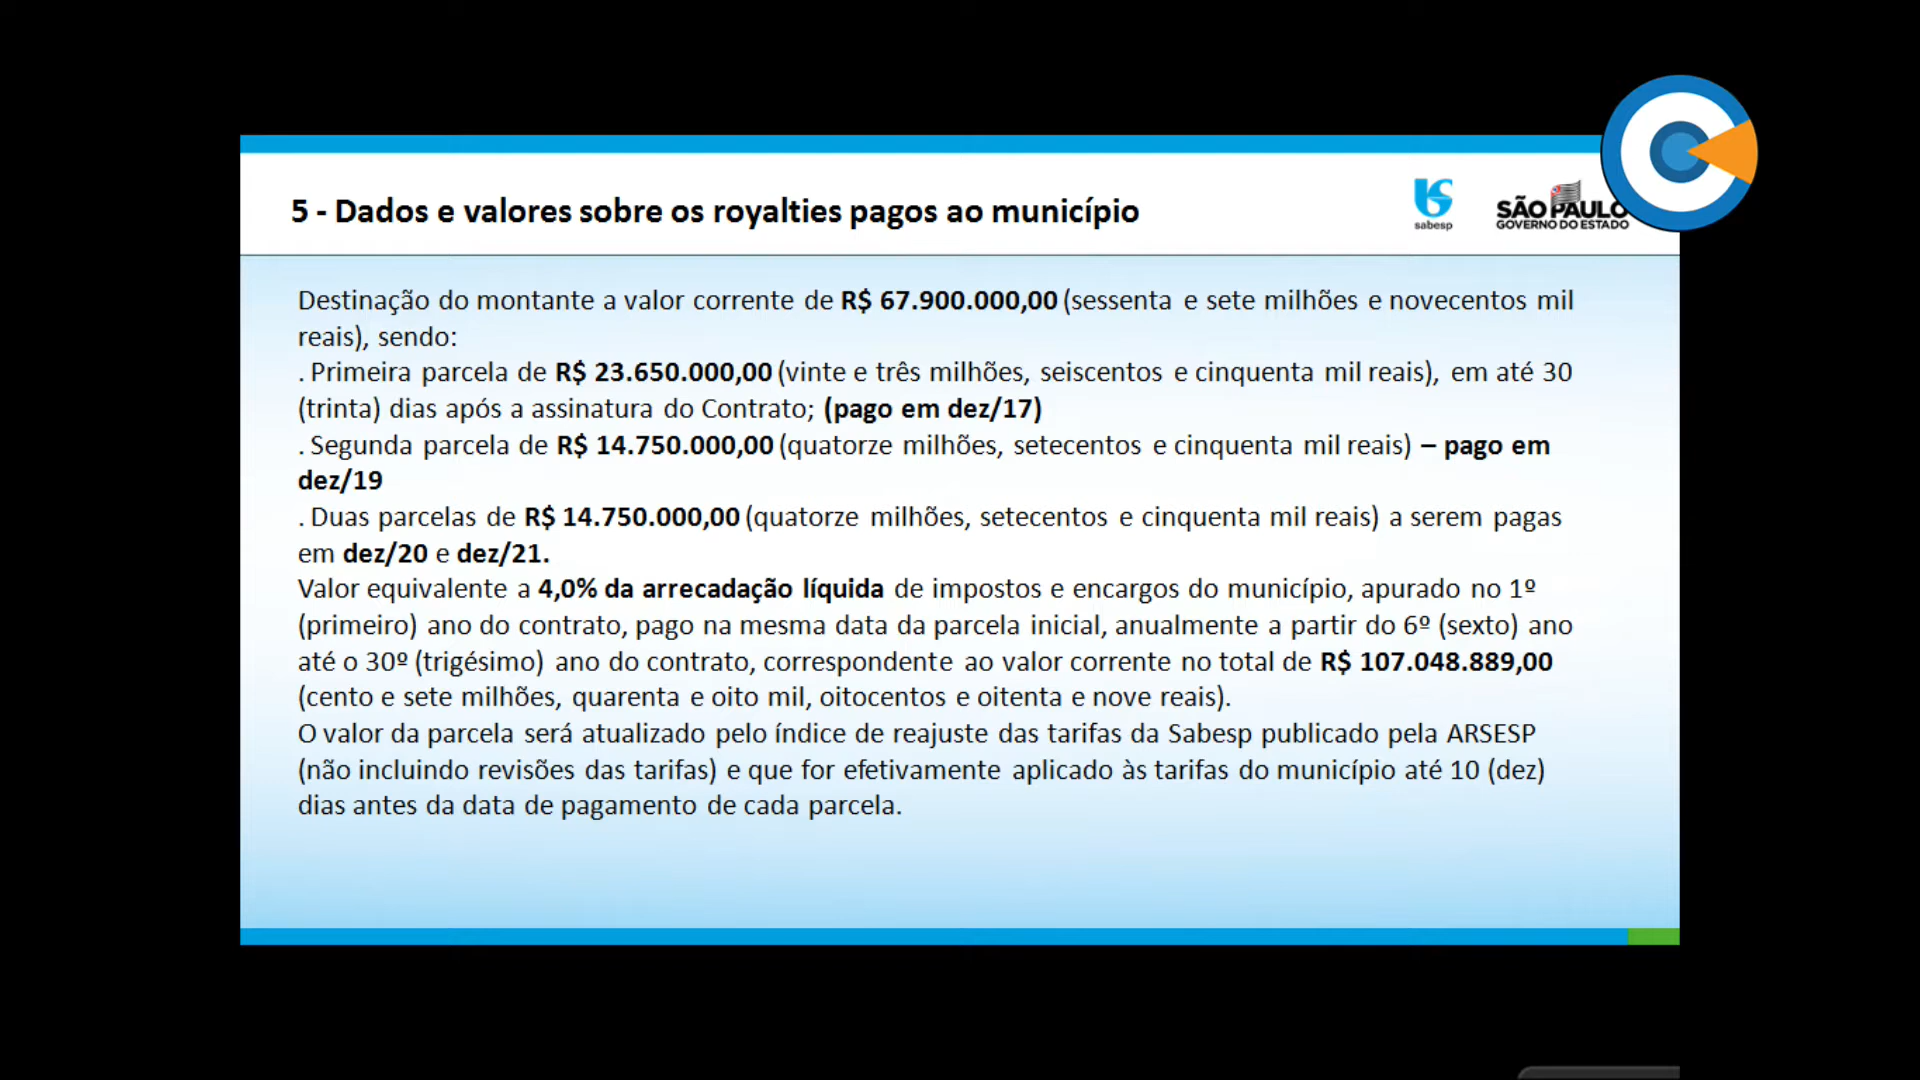 5 - Dados e valores sobre os royalties pagos ao município
sabesp
SÃO PAULO
GOVERNO DO ESTADO
Destinação do montante a valor corrente de R$ 67.900.000,00 (sessenta e sete milhões e novecentos mil
reais), sendo:
. Primeira parcela de R$ 23.650.000,00 (vinte e três milhões, seiscentos e cinquenta mil reais), em até 30
(trinta) dias após a assinatura do Contrato; (pago em dez/17)
. Segunda parcela de R$ 14.750.000,00 (quatorze milhões, setecentos e cinquenta mil reais) – pago em
dez/19
. Duas parcelas de R$ 14.750.000,00 (quatorze milhões, setecentos e cinquenta mil reais) a serem pagas
em dez/20 e dez/21.
Valor equivalente a 4,0% da arrecadação líquida de impostos e encargos do município, apurado no 1º
(primeiro) ano do contrato, pago na mesma data da parcela inicial, anualmente a partir do 6º (sexto) ano
até o 30º (trigésimo) ano do contrato, correspondente ao valor corrente no total de R$ 107.048.889,00
(cento e sete milhões, quarenta e oito mil, oitocentos e oitenta e nove reais).
O valor da parcela será atualizado pelo índice de reajuste das tarifas da Sabesp publicado pela ARSESP
(não incluindo revisões das tarifas) e que for efetivamente aplicado às tarifas do município até 10 (dez)
dias antes da data de pagamento de cada parcela.